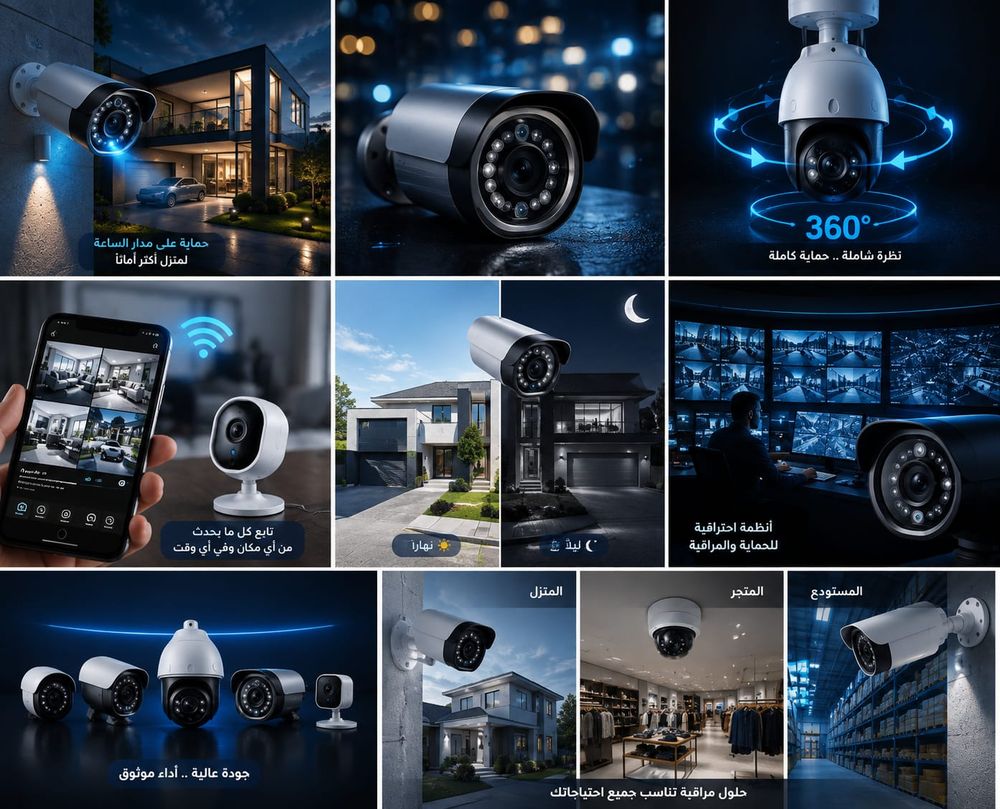 حماية على مدار الساعة
لمنزل أكثر أماناً
360°
نظرة شاملة .. حماية كاملة
تابع كل ما يحدث
من أي مكان وفي أي وقت
نهاراً
ليلاً
أنظمة احترافية
للحماية والمراقبة
جودة عالية .. أداء موثوق
المنزل
المتجر
المستودع
حلول مراقبة تناسب جميع احتياجاتك